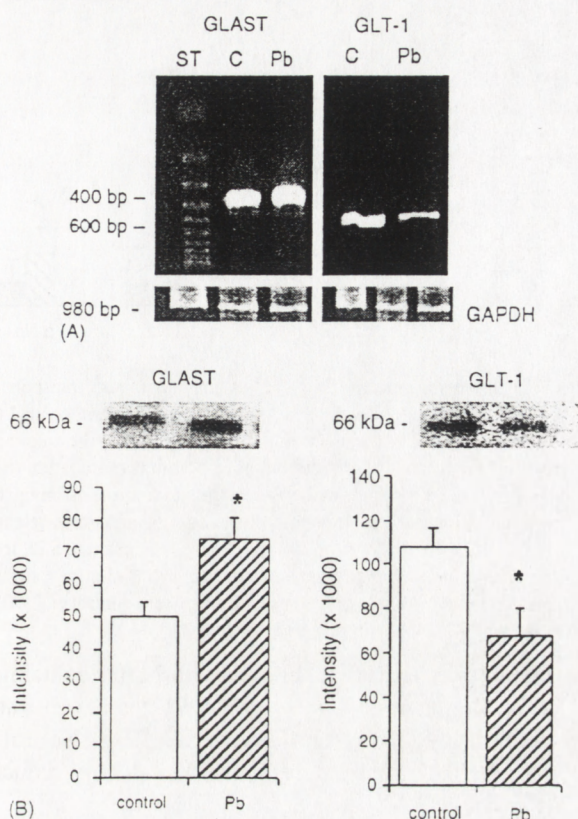 GLAST GLT-1
ST C Pb C Pb
400 bp –
600 bp –
980 bp –
GAPDH
(A)
GLAST GLT-1
66 kDa - 66 kDa -
90
80
70
60
50
40
30
20
10
0
Intensity (x 1000)
*
control Pb
140
120
100
80
60
40
20
0
Intensity (x 1000)
*
control Pb
(B)